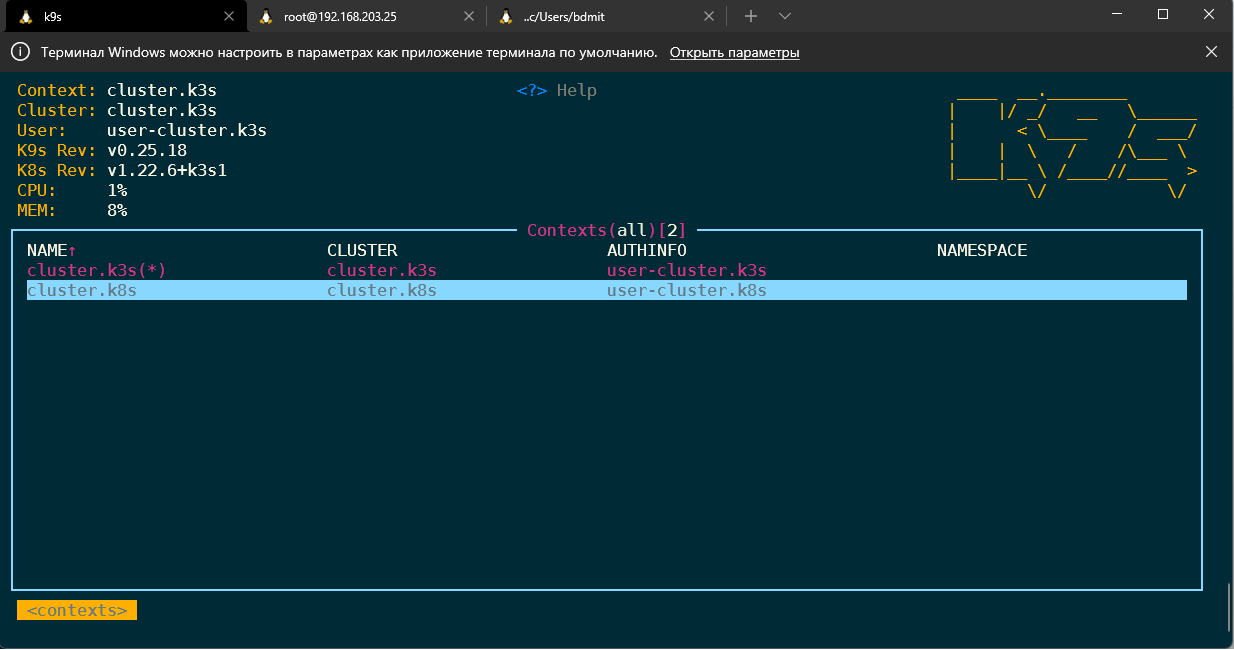 k9s
root@192.168.203.25
..c/Users/bdmit
Терминал Windows можно настроить в параметрах как приложение терминала по умолчанию. Открыть параметры
Context: cluster.k3s <?> Help
Cluster: cluster.k3s
User: user-cluster.k3s
K9s Rev: v0.25.18
K8s Rev: v1.22.6+k3s1
CPU: 1%
MEM: 8%
Contexts(all)[2]
NAME↑ CLUSTER AUTHINFO NAMESPACE
cluster.k3s(*) cluster.k3s user-cluster.k3s
cluster.k8s cluster.k8s user-cluster.k8s
<contexts>